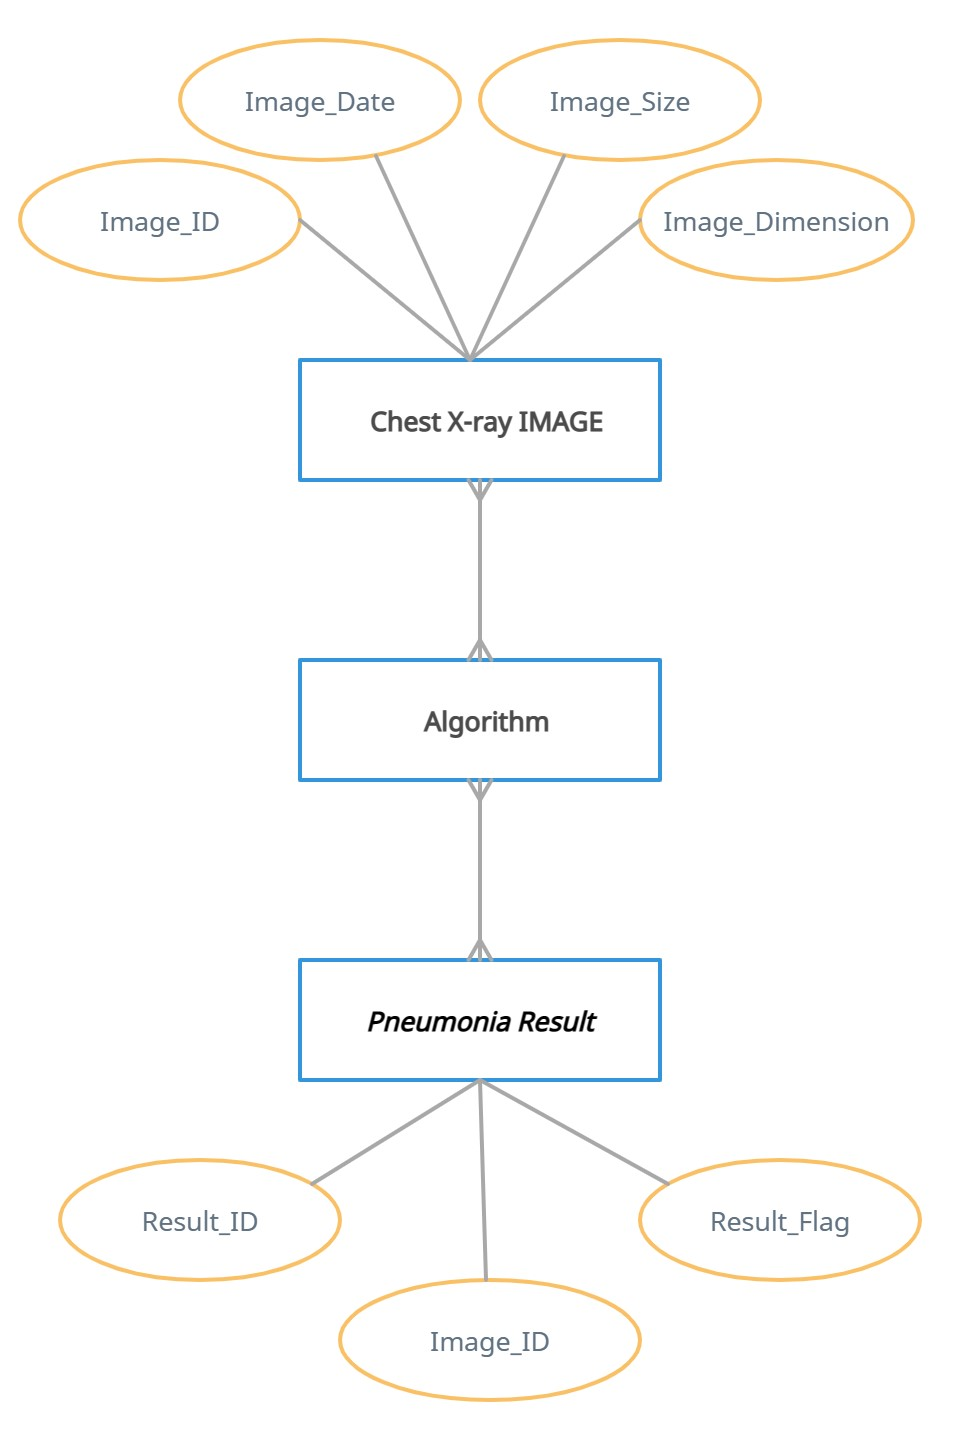 Image_Date
Image_Size
Image_ID
Image_Dimension
Chest X-ray IMAGE
Algorithm
Pneumonia Result
Result_ID
Result_Flag
Image_ID